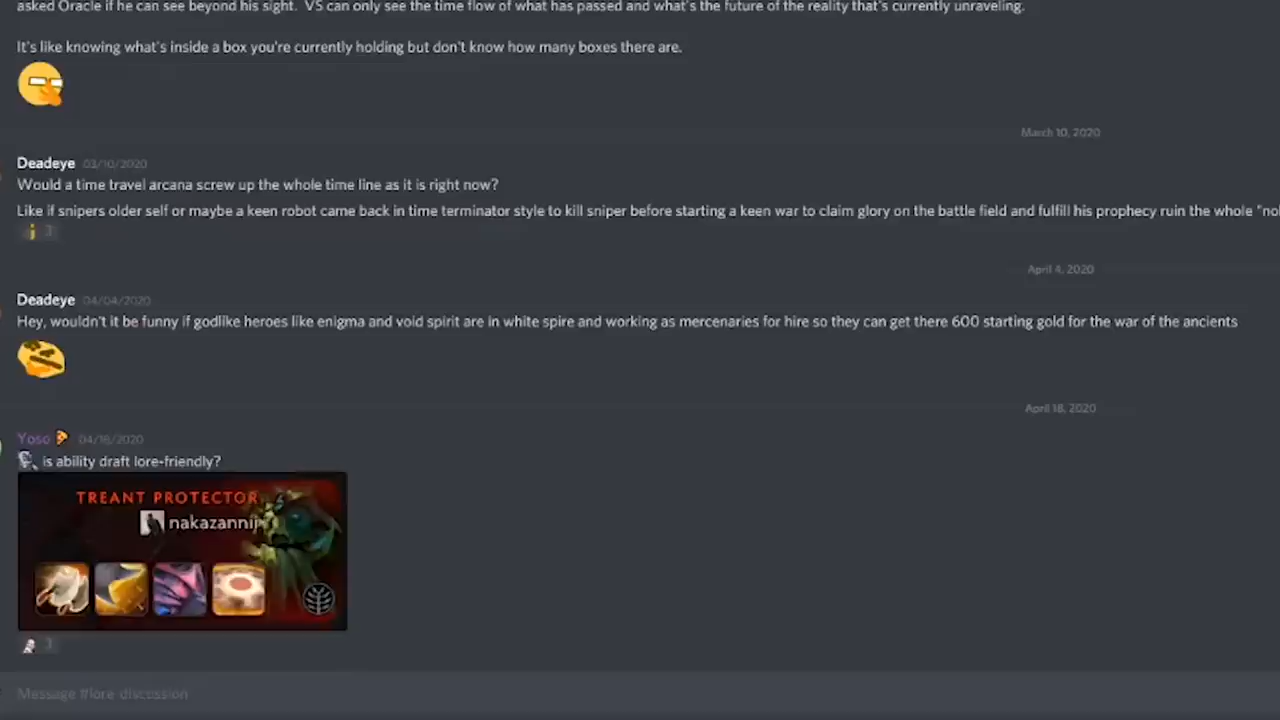 asked Oracle if he can see beyond his sight. VS can only see the time flow of what has passed and what's the future of the reality that's currently unraveling.
It's like knowing what's inside a box you're currently holding but don't know how many boxes there are.
March 10, 2020
Deadeye 03/10/2020
Would a time travel arcana screw up the whole time line as it is right now?
Like if snipers older self or maybe a keen robot came back in time terminator style to kill sniper before starting a keen war to claim glory on the battle field and fulfill his prophecy ruin the whole
3
April 4, 2020
Deadeye 04/04/2020
Hey, wouldn't it be funny if godlike heroes like enigma and void spirit are in white spire and working as mercenaries for hire so they can get there 600 starting gold for the war of the ancients
April 18, 2020
Yoso 04/18/2020
is ability draft lore-friendly?
TREANT PROTECTOR
3
Message #lore-discussion